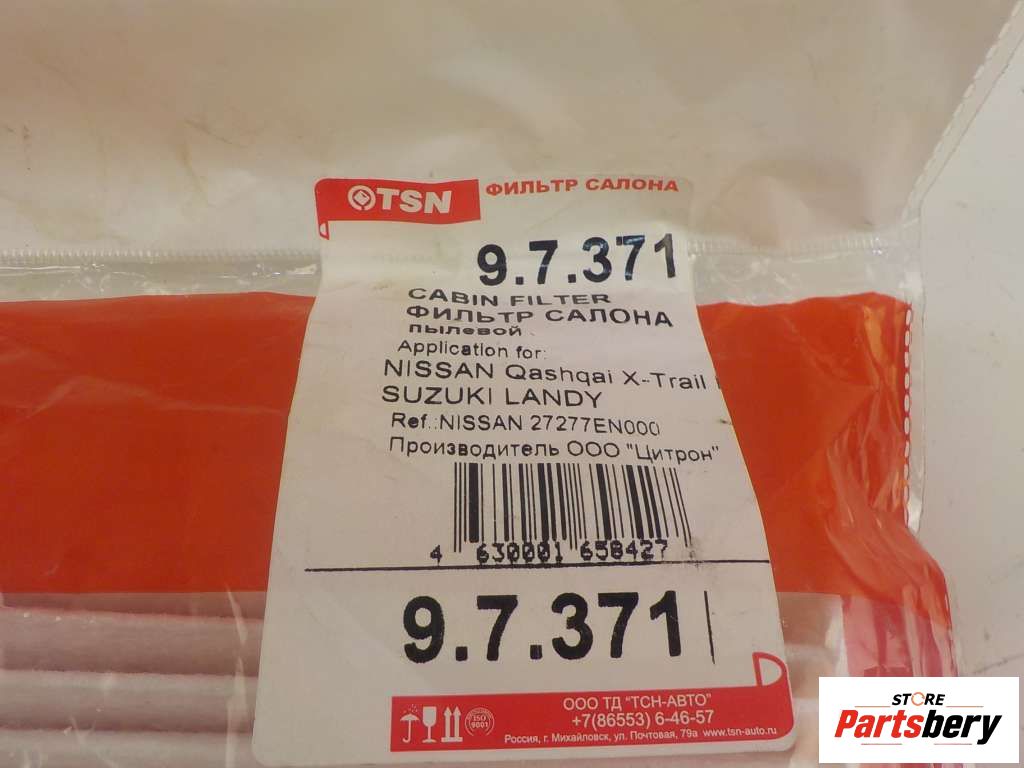 TSN ФИЛЬТР САЛОНА
9.7.371
CABIN FILTER
ФИЛЬТР САЛОНА
пылевой
Application for:
NISSAN Qashqai X-Trail
SUZUKI LANDY
Ref.:NISSAN 27277EN000
Производитель ООО "Цитрон"
4 630001 658427
9.7.371
ISO 9001
ООО ТД "ТСН-АВТО"
+7(86553) 6-46-57
Россия, г. Михайловск, ул. Почтовая, 79а www.tsn-auto.ru
STORE
Partsbery